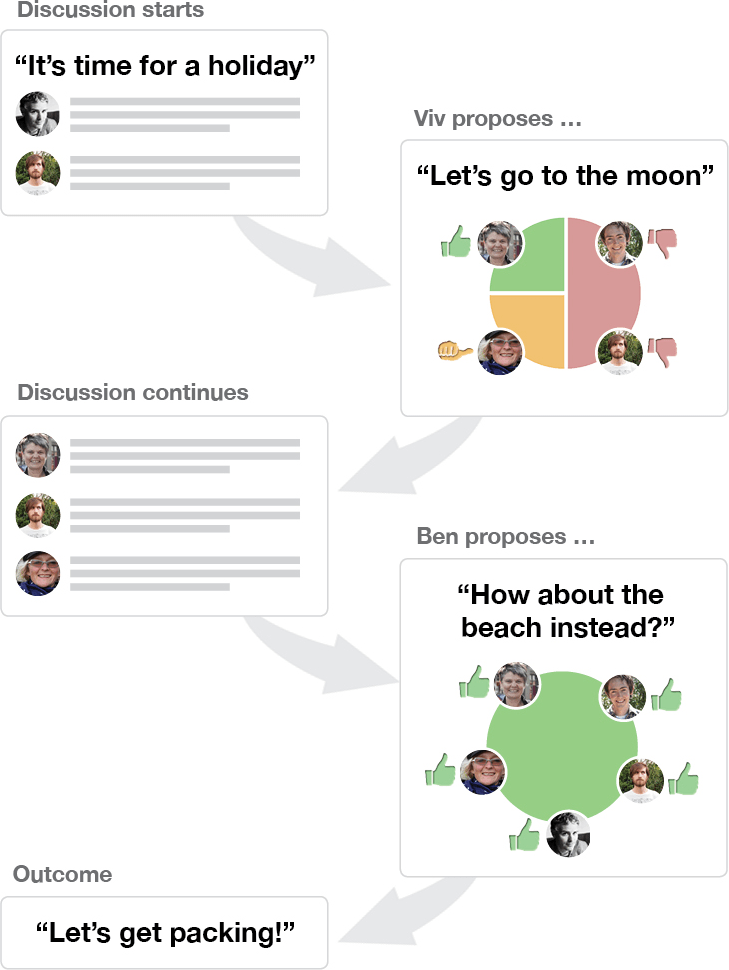 Discussion starts
“It’s time for a holiday”
Viv proposes ...
“Let’s go to the moon”
Discussion continues
Ben proposes ...
“How about the
beach instead?”
Outcome
“Let’s get packing!”